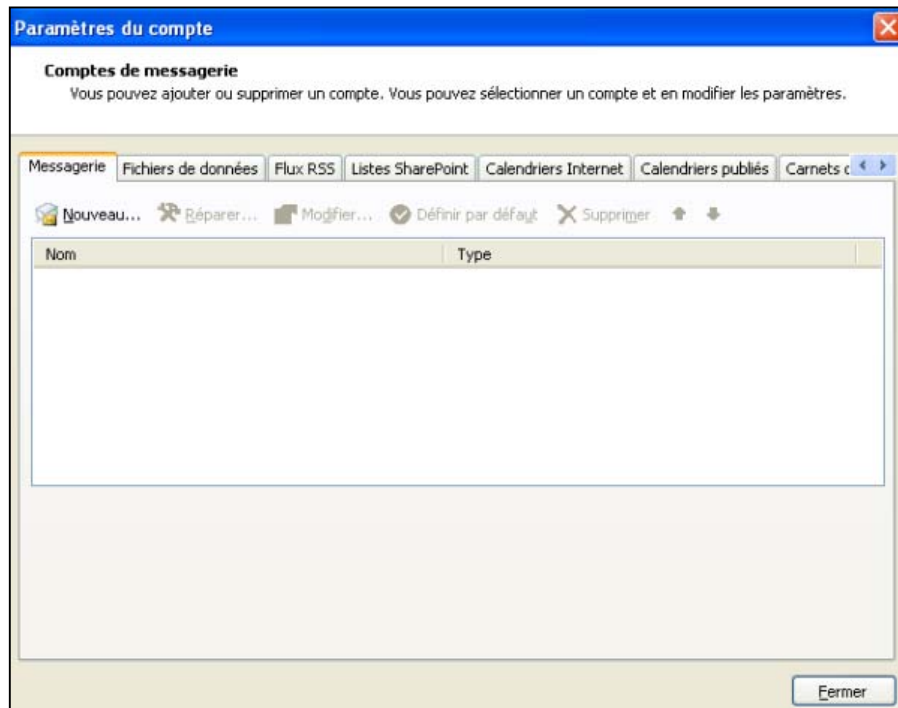 Paramètres du compte
Comptes de messagerie
Vous pouvez ajouter ou supprimer un compte. Vous pouvez sélectionner un compte et en modifier les paramètres.
Messagerie Fichiers de données Flux RSS Listes SharePoint Calendriers Internet Calendriers publiés Carnets
Nouveau... Réparer... Modifier... Définir par défaut Supprimer
Nom Type
Fermer